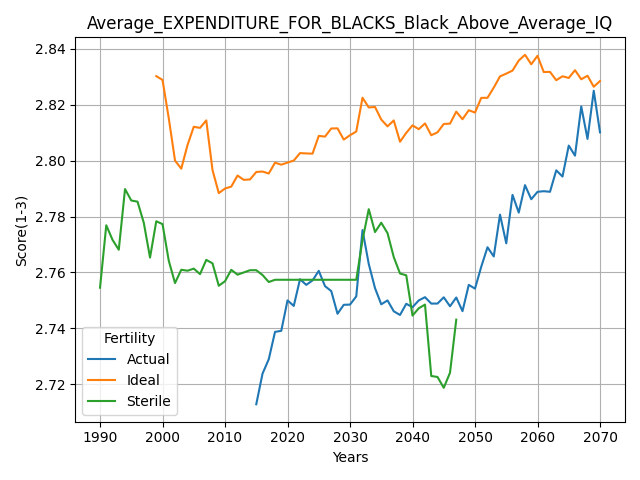 Average_EXPENDITURE_FOR_BLACKS_Black_Above_Average_IQ
2.84
2.82
2.80
2.78
2.76
2.74
2.72
Score(1-3)
Fertility
Actual
Ideal
Sterile
1990 2000 2010 2020 2030 2040 2050 2060 2070
Years